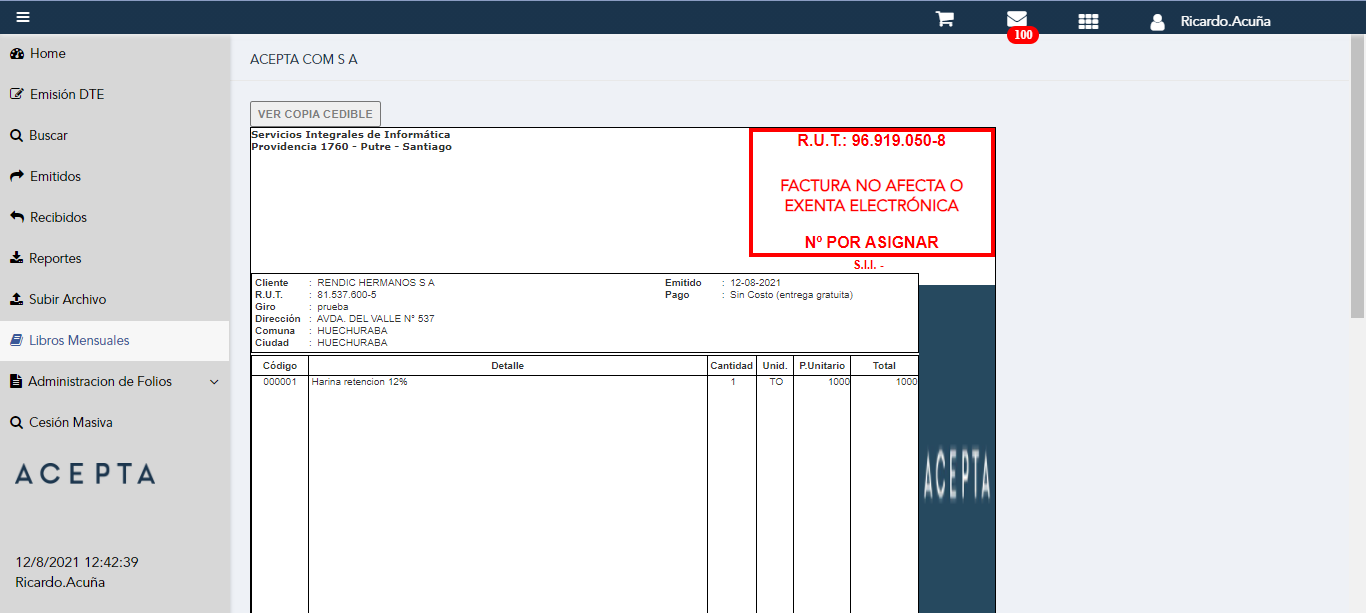 Ricardo.Acuña
100
Home
Emisión DTE
Buscar
Emitidos
Recibidos
Reportes
Subir Archivo
Libros Mensuales
Administracion de Folios
Cesión Masiva
ACEPTA
12/8/2021 12:42:39
Ricardo.Acuña
ACEPTA COM S A
VER COPIA CEDIBLE
Servicios Integrales de Informática
Providencia 1760 - Putre - Santiago
R.U.T.: 96.919.050-8
FACTURA NO AFECTA O
EXENTA ELECTRÓNICA
Nº POR ASIGNAR
S.I.I. -
Cliente : RENDIC HERMANOS S A Emitido : 12-08-2021
R.U.T. : 81.537.600-5 Pago : Sin Costo (entrega gratuita)
Giro : prueba
Dirección : AVDA. DEL VALLE N° 537
Comuna : HUECHURABA
Ciudad : HUECHURABA
Código Detalle Cantidad Unid. P.Unitario Total
000001 Harina retencion 12% 1 TO 1000 1000
ACEPTA